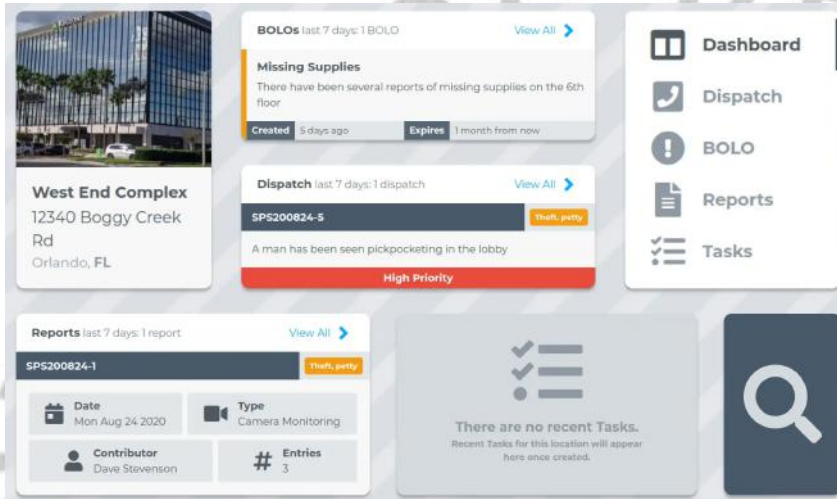 West End Complex
12340 Boggy Creek
Rd
Orlando, FL
BOLOs last 7 days: 1 BOLO
View All
Missing Supplies
There have been several reports of missing supplies on the 6th
floor
Created 5 days ago Expires 1 month from now
Dispatch last 7 days: 1 dispatch
View All
SPS200824-5
Theft, petty
A man has been seen pickpocketing in the lobby
High Priority
Dashboard
Dispatch
BOLO
Reports
Tasks
Reports last 7 days: 1 report
View All
SPS200824-1
Theft, petty
Date
Mon Aug 24 2020
Type
Camera Monitoring
Contributor
Dave Stevenson
# Entries
3
There are no recent Tasks.
Recent Tasks for this location will appear
here once created.